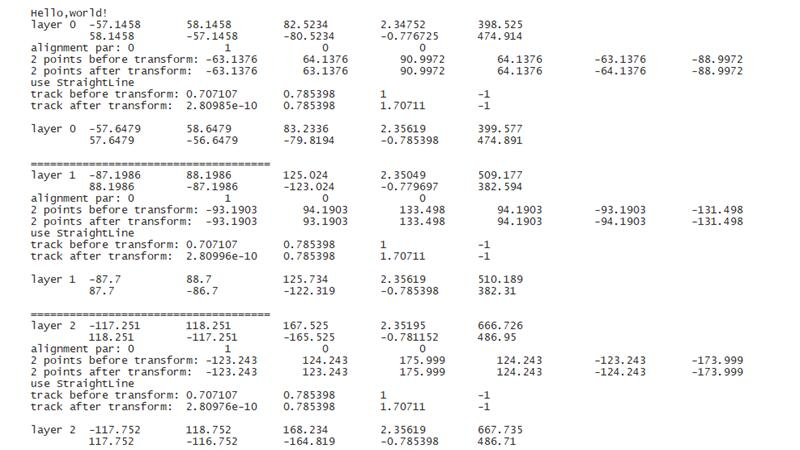 Hello,world!
layer 0 -57.1458 58.1458 82.5234 2.34752 398.525
58.1458 -57.1458 -80.5234 -0.776725 474.914
alignment par: 0 1 0 0
2 points before transform: -63.1376 64.1376 90.9972 64.1376 -63.1376 -88.9972
2 points after transform: -63.1376 63.1376 90.9972 64.1376 -64.1376 -88.9972
use StraightLine
track before transform: 0.707107 0.785398 1 -1
track after transform: 2.80985e-10 0.785398 1.70711 -1
layer 0 -57.6479 58.6479 83.2336 2.35619 399.577
57.6479 -56.6479 -79.8194 -0.785398 474.891
=====================================
layer 1 -87.1986 88.1986 125.024 2.35049 509.177
88.1986 -87.1986 -123.024 -0.779697 382.594
alignment par: 0 1 0 0
2 points before transform: -93.1903 94.1903 133.498 94.1903 -93.1903 -131.498
2 points after transform: -93.1903 93.1903 133.498 94.1903 -94.1903 -131.498
use StraightLine
track before transform: 0.707107 0.785398 1 -1
track after transform: 2.80996e-10 0.785398 1.70711 -1
layer 1 -87.7 88.7 125.734 2.35619 510.189
87.7 -86.7 -122.319 -0.785398 382.31
=====================================
layer 2 -117.251 118.251 167.525 2.35195 666.726
118.251 -117.251 -165.525 -0.781152 486.95
alignment par: 0 1 0 0
2 points before transform: -123.243 124.243 175.999 124.243 -123.243 -173.999
2 points after transform: -123.243 123.243 175.999 124.243 -124.243 -173.999
use StraightLine
track before transform: 0.707107 0.785398 1 -1
track after transform: 2.80976e-10 0.785398 1.70711 -1
layer 2 -117.752 118.752 168.234 2.35619 667.735
117.752 -116.752 -164.819 -0.785398 486.71